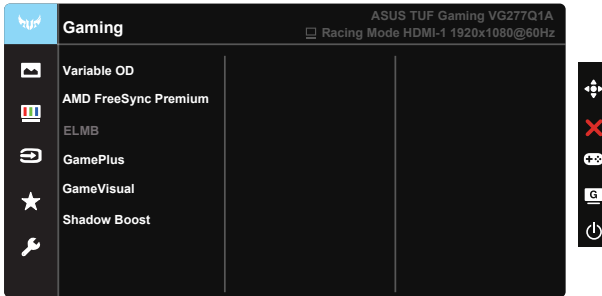 Gaming
ASUS TUF Gaming VG277Q1A
Racing Mode HDMI-1 1920x1080@60Hz
Variable OD
AMD FreeSync Premium
ELMB
GamePlus
GameVisual
Shadow Boost
G